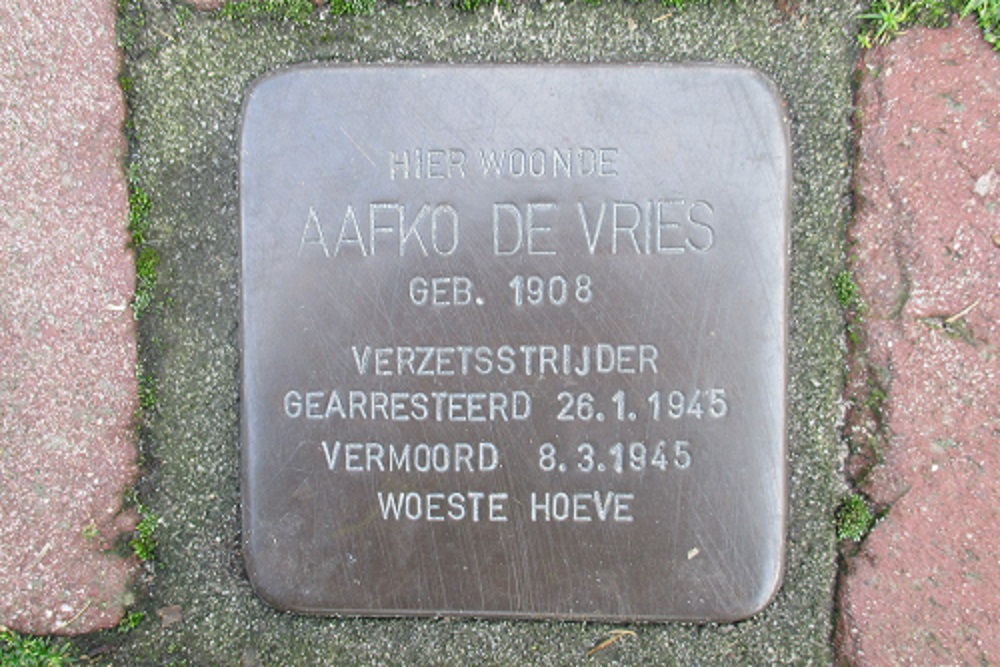 HIER WOONDE
AAFKO DE VRIES
GEB. 1908
VERZETSSTRIJDER
GEARRESTEERD 26.1.1945
VERMOORD 8.3.1945
WOESTE HOEVE